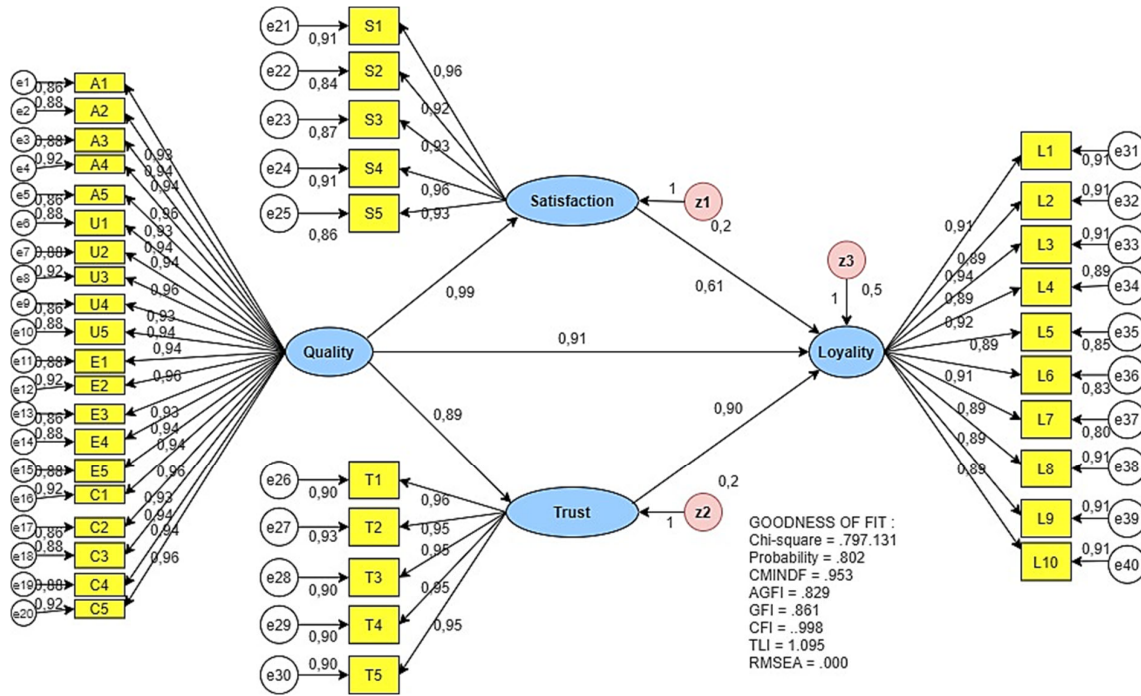 e1 0,86 A1
e2 0,88 A2
e3 0,88 A3
e4 0,92 A4
e5 0,86 A5
e6 0,88 U1
e7 0,88 U2
e8 0,92 U3
e9 0,86 U4
e10 0,88 U5
e11 0,88 E1
e12 0,92 E2
e13 0,86 E3
e14 0,88 E4
e15 0,88 E5
e16 0,92 C1
e17 0,86 C2
e18 0,88 C3
e19 0,88 C4
e20 0,92 C5
0,93
0,94
0,94
0,96
0,93
0,94
0,94
0,96
0,93
0,94
0,94
0,96
0,93
0,94
0,94
0,96
0,93
0,94
0,94
0,96
Quality
e21 0,91 S1
e22 0,84 S2
e23 0,87 S3
e24 0,91 S4
e25 0,86 S5
0,96
0,92
0,93
0,96
0,93
Satisfaction
1
z1
0,2
0,99
0,61
0,91
0,89
0,90
e26 0,90 T1
e27 0,93 T2
e28 0,90 T3
e29 0,90 T4
e30 0,90 T5
0,96
0,95
0,95
0,95
0,95
Trust
1
z2
0,2
z3
1
0,5
Loyality
0,91
0,89
0,94
0,89
0,92
0,89
0,91
0,89
0,89
0,89
L1 0,91 e31
L2 0,91 e32
L3 0,91 e33
L4 0,89 e34
L5 0,85 e35
L6 0,83 e36
L7 0,80 e37
L8 0,91 e38
L9 0,91 e39
L10 0,91 e40
GOODNESS OF FIT :
Chi-square = .797.131
Probability = .802
CMINDF = .953
AGFI = .829
GFI = .861
CFI = ..998
TLI = 1.095
RMSEA = .000